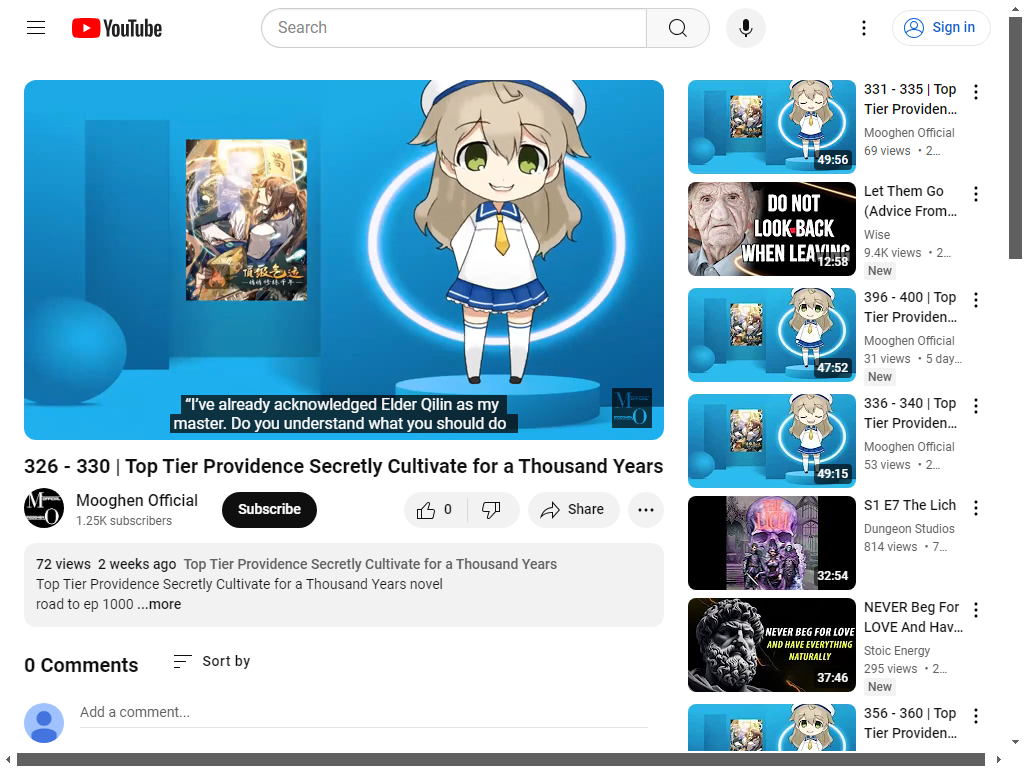 YouTube
Search
Sign in
“I’ve already acknowledged Elder Qilin as my
master. Do you understand what you should do
326 - 330 | Top Tier Providence Secretly Cultivate for a Thousand Years
Mooghen Official
1.25K subscribers
Subscribe
0
Share
72 views 2 weeks ago Top Tier Providence Secretly Cultivate for a Thousand Years
Top Tier Providence Secretly Cultivate for a Thousand Years novel
road to ep 1000 ...more
0 Comments
Sort by
Add a comment...
49:56
331 - 335 | Top
Tier Providen…
Mooghen Official
69 views • 2…
DO NOT
LOOK BACK
WHEN LEAVING
12:58
Let Them Go
(Advice From…
Wise
9.4K views • 2…
New
47:52
396 - 400 | Top
Tier Providen…
Mooghen Official
31 views • 5 day…
New
49:15
336 - 340 | Top
Tier Providen…
Mooghen Official
53 views • 2…
32:54
S1 E7 The Lich
Dungeon Studios
814 views • 7…
NEVER BEG FOR LOVE
AND HAVE EVERYTHING
NATURALLY
37:46
NEVER Beg For
LOVE And Hav…
Stoic Energy
295 views • 2…
New
356 - 360 | Top
Tier Providen…